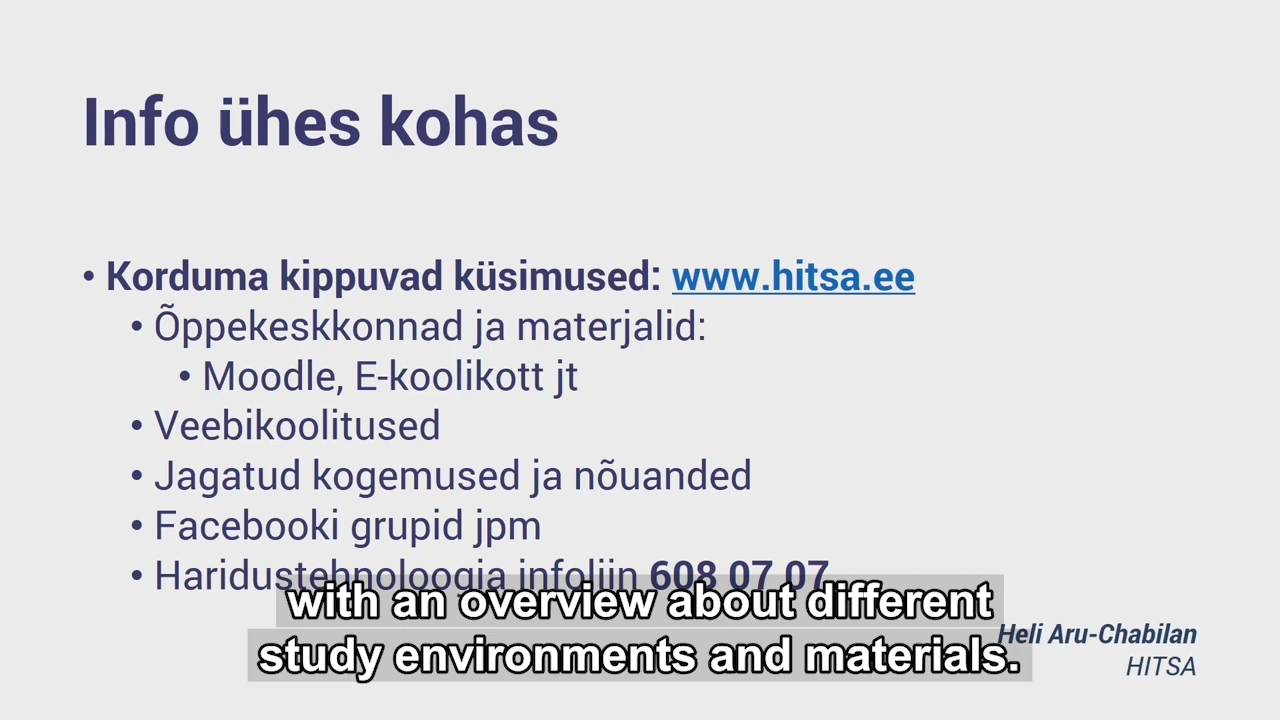 Info ühes kohas
• Korduma kippuvad küsimused: www.hitsa.ee
• Õppekeskkonnad ja materjalid:
• Moodle, E-koolikott jt
• Veebikoolitused
• Jagatud kogemused ja nõuanded
• Facebooki grupid jpm
• Haridustehnoloogia infoliin 608 07 07
with an overview about different
study environments and materials.
Heli Aru-Chabilan
HITSA